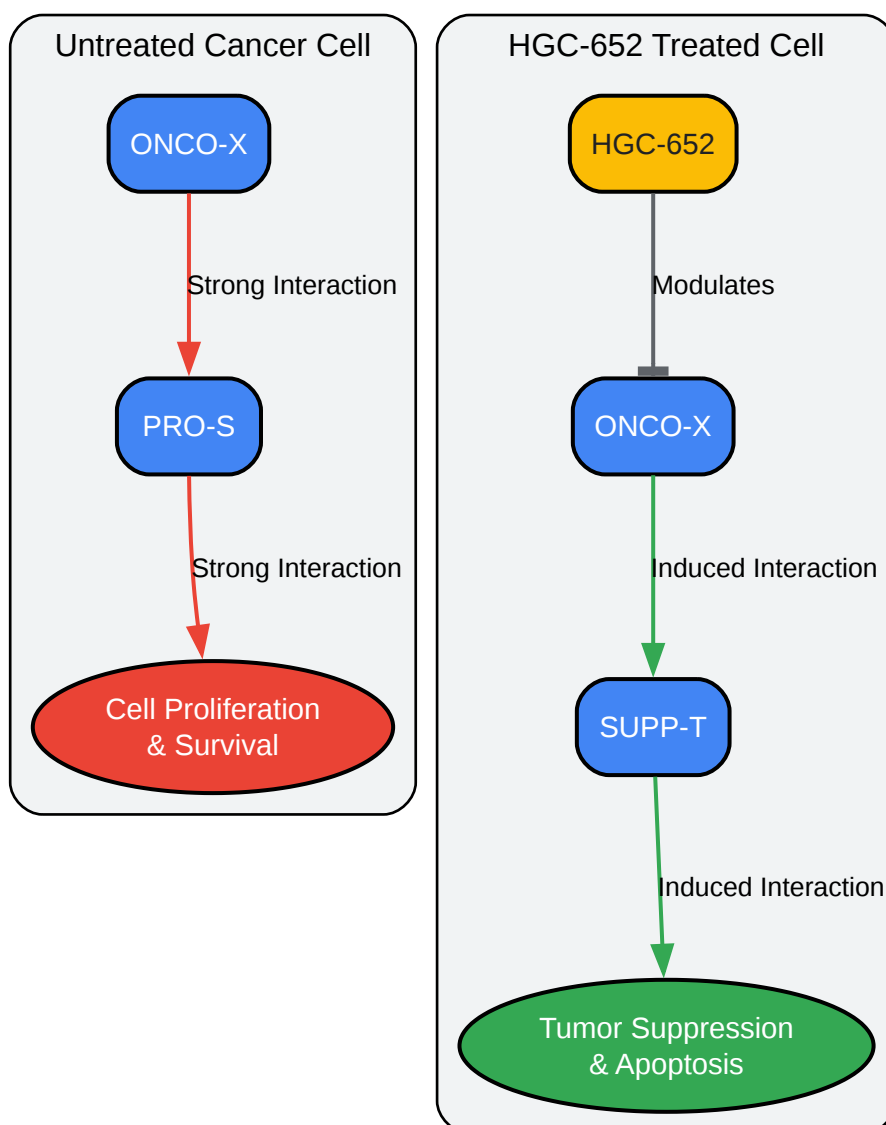 Untreated Cancer Cell
ONCO-X
Strong Interaction
PRO-S
Strong Interaction
Cell Proliferation
& Survival
HGC-652 Treated Cell
HGC-652
Modulates
ONCO-X
Induced Interaction
SUPP-T
Induced Interaction
Tumor Suppression
& Apoptosis